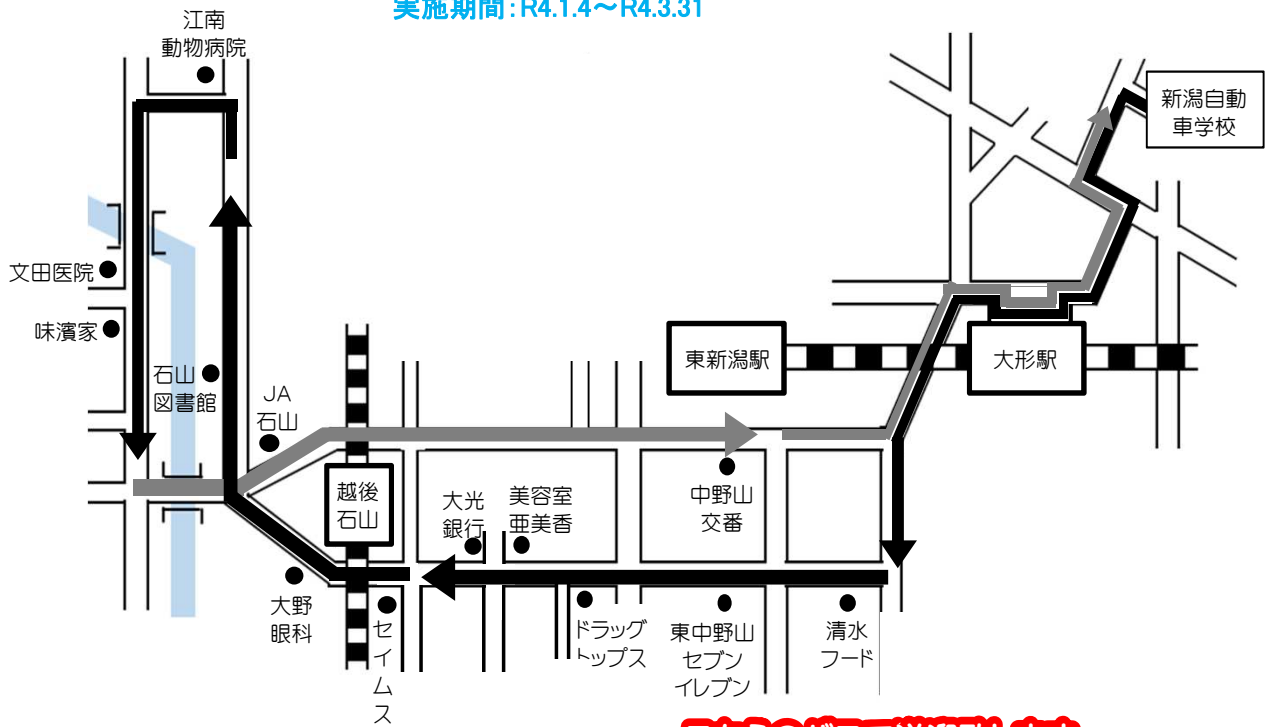 実施期間：R4.1.4～R4.3.31
江南
動物病院
新潟自動
車学校
文田医院
味濱家
東新潟駅
大形駅
石山
図書館
JA
石山
越後
石山
大光
銀行
美容室
亜美香
中野山
交番
大野
眼科
セイムス
ドラッグ
トップス
東中野山
セブン
イレブン
清水
フード